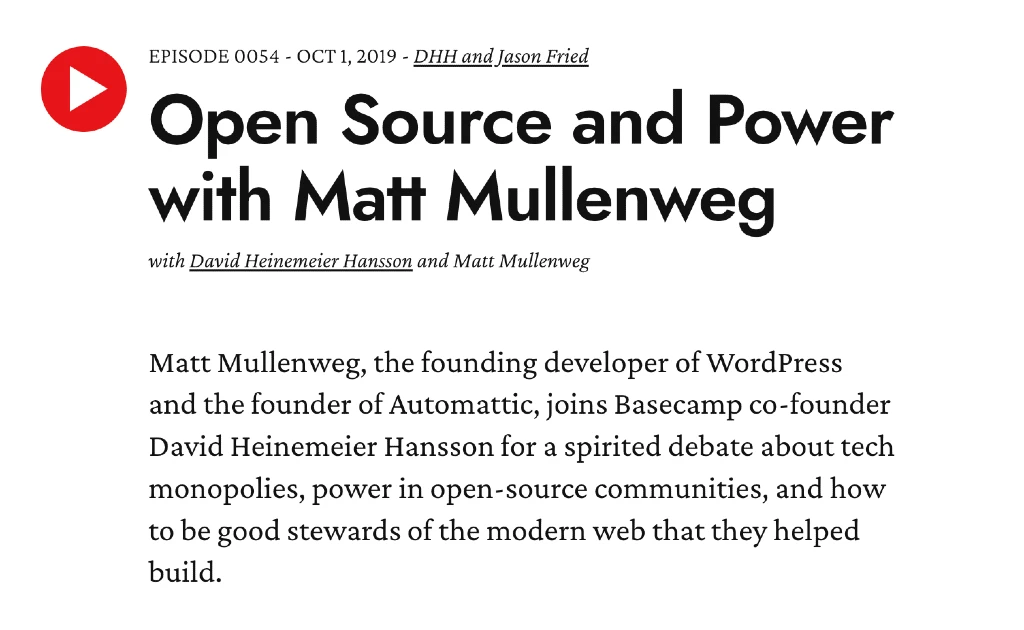 EPISODE 0054 - OCT 1, 2019 - DHH and Jason Fried
Open Source and Power
with Matt Mullenweg
with David Heinemeier Hansson and Matt Mullenweg
Matt Mullenweg, the founding developer of WordPress
and the founder of Automattic, joins Basecamp co-founder
David Heinemeier Hansson for a spirited debate about tech
monopolies, power in open-source communities, and how
to be good stewards of the modern web that they helped
build.